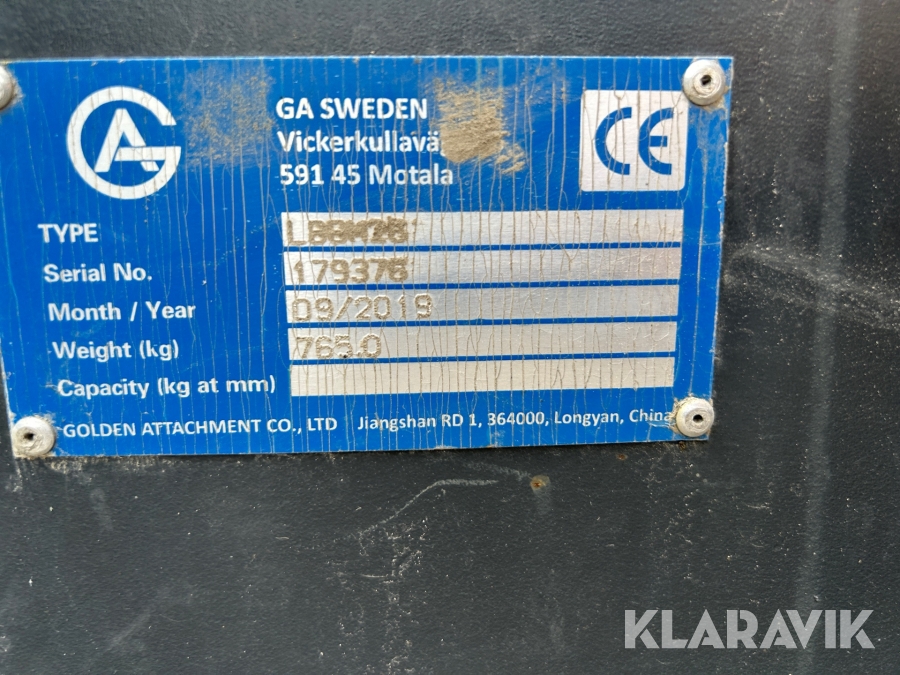 GA
GA SWEDEN
Vickerkullavä
591 45 Motala
CE
TYPE
Serial No. 179376
Month / Year 09/2019
Weight (kg) 765.0
Capacity (kg at mm)
GOLDEN ATTACHMENT CO., LTD Jiangshan RD 1, 364000, Longyan, China
KLARAVIK